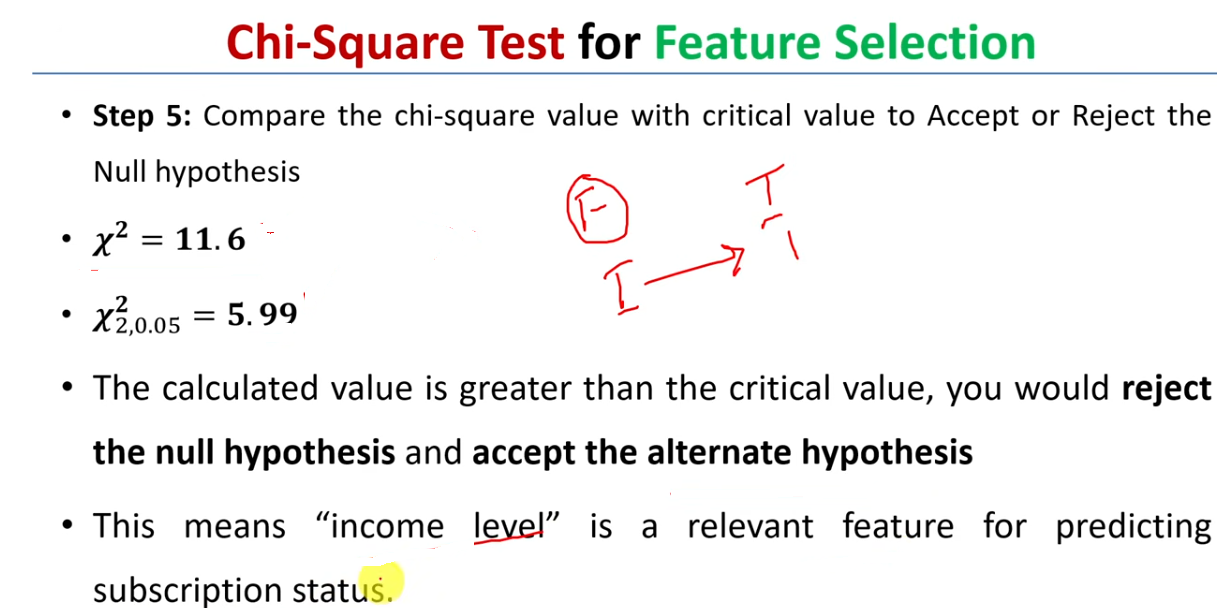 Chi-Square Test for Feature Selection
• Step 5: Compare the chi-square value with critical value to Accept or Reject the
Null hypothesis
F
T
• χ² = 11.6
I
• χ²₂,₀.₀₅ = 5.99
• The calculated value is greater than the critical value, you would reject
the null hypothesis and accept the alternate hypothesis
• This means “income level” is a relevant feature for predicting
subscription status.